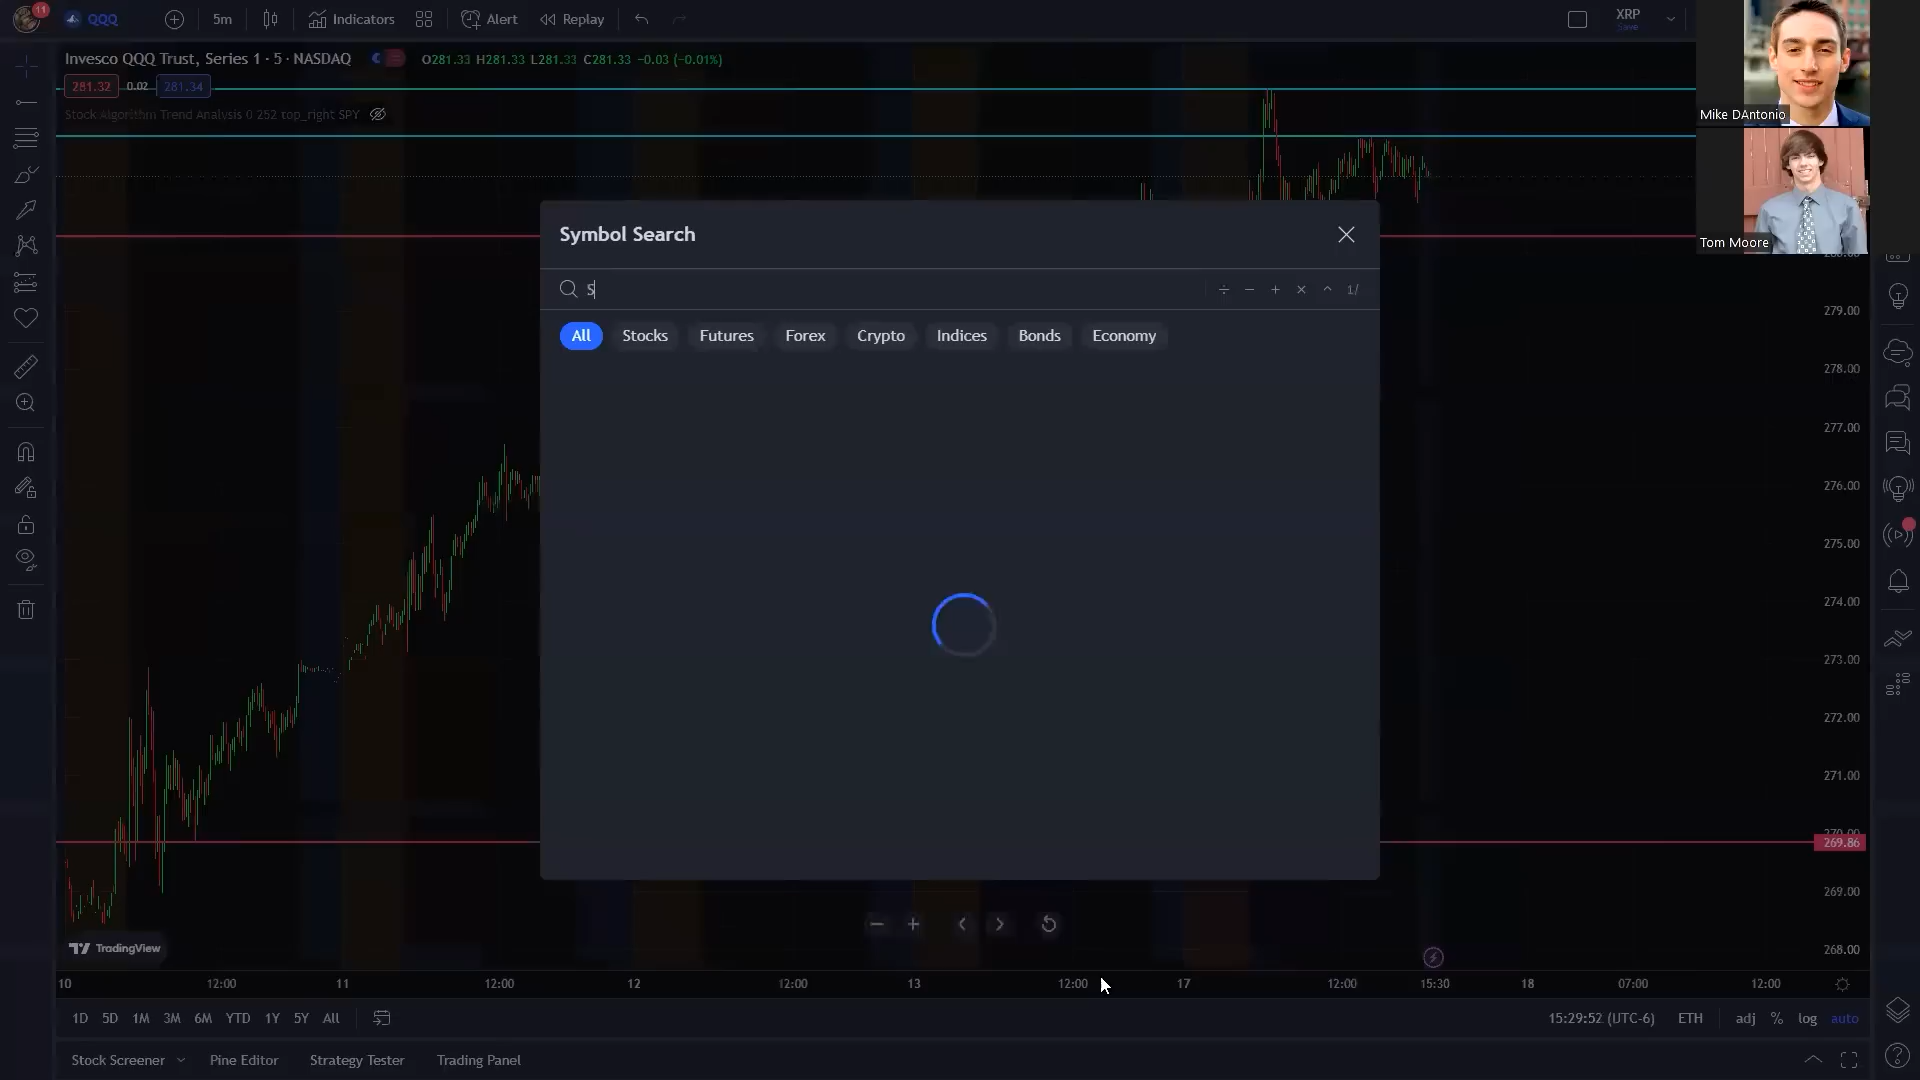 11
QQQ
5m
Indicators
Alert
Replay
XRP
Save
Invesco QQQ Trust, Series 1 · 5 · NASDAQ
O281.33 H281.33 L281.33 C281.33 −0.03 (−0.01%)
281.32 0.02 281.34
Stock Algorithm Trend Analysis 0 252 top_right SPY
Mike DAntonio
Tom Moore
Symbol Search
S
÷ − + × ^ 1/
All Stocks Futures Forex Crypto Indices Bonds Economy
279.00
278.00
277.00
276.00
275.00
274.00
273.00
272.00
271.00
270.00
269.86
269.00
268.00
TradingView
10 12:00 11 12:00 12 12:00 13 12:00 17 12:00 15:30 18 07:00 12:00
1D 5D 1M 3M 6M YTD 1Y 5Y All
15:29:52 (UTC-6) ETH adj % log auto
Stock Screener Pine Editor Strategy Tester Trading Panel